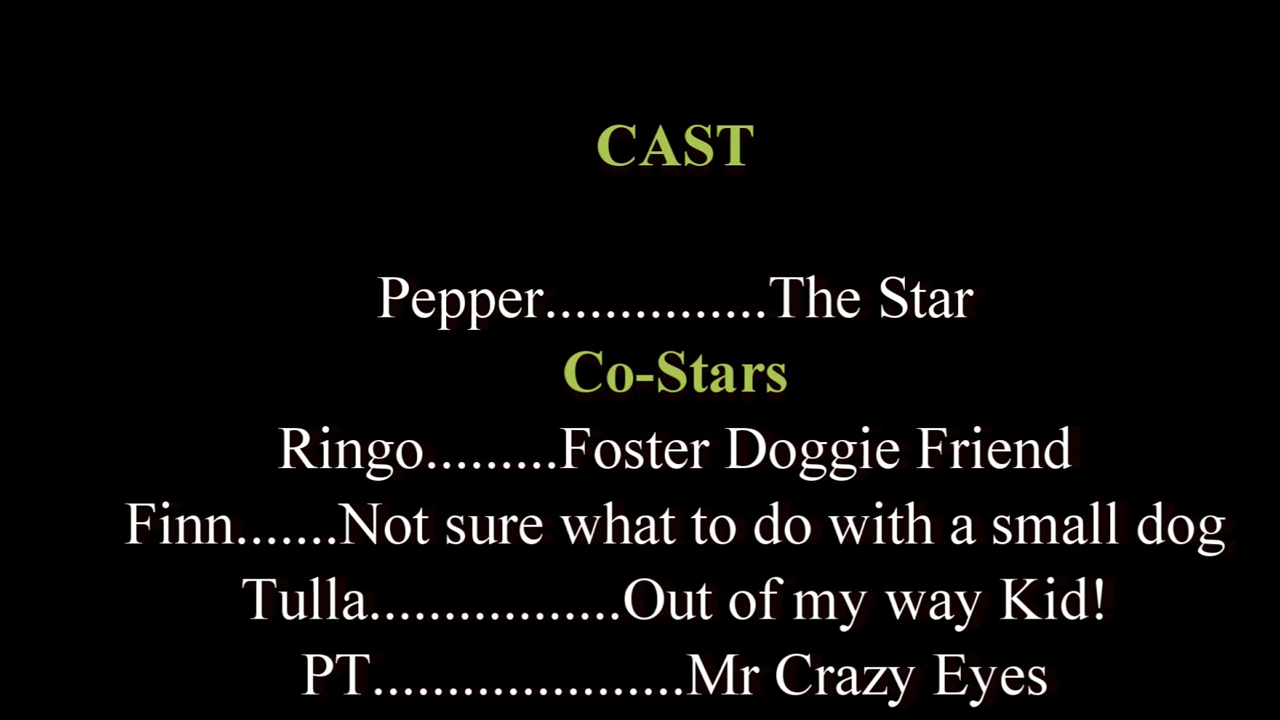 CAST
Pepper...............The Star
Co-Stars
Ringo.........Foster Doggie Friend
Finn.......Not sure what to do with a small dog
Tulla.................Out of my way Kid!
PT.....................Mr Crazy Eyes